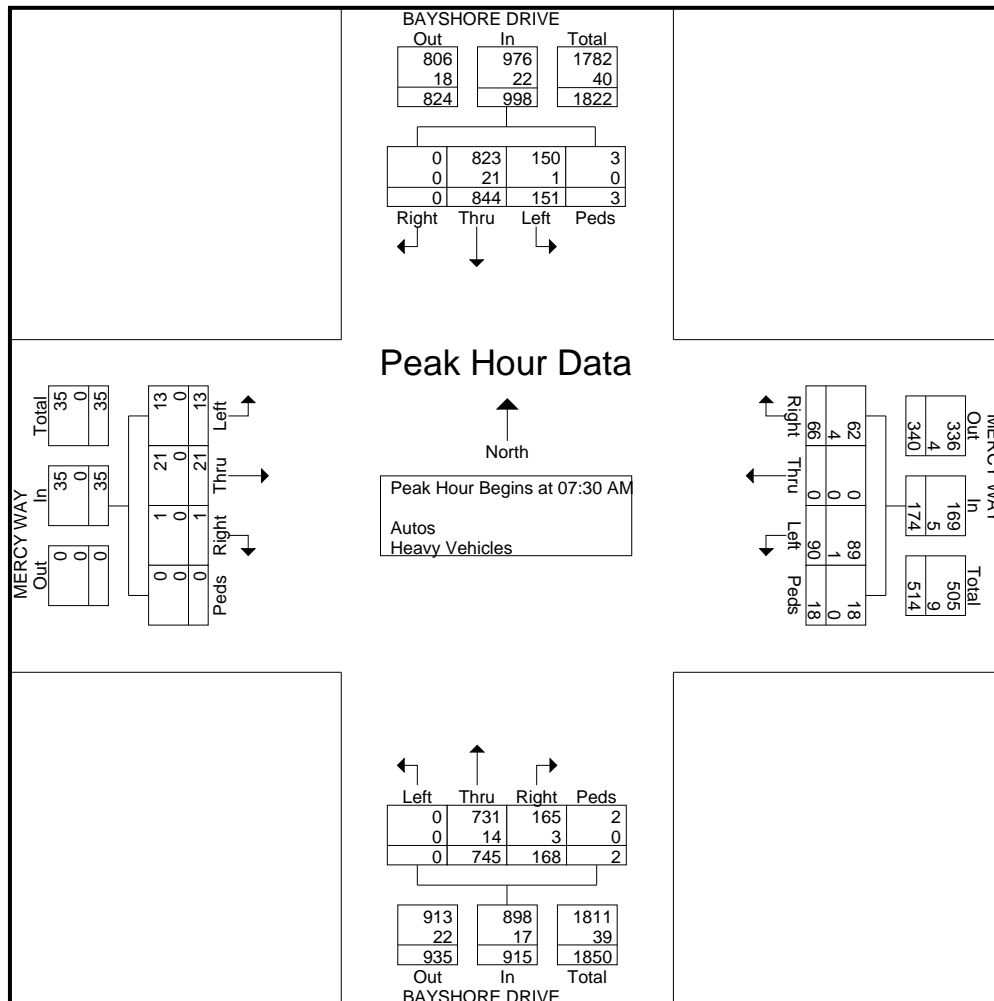 BAYSHORE DRIVE
Out In Total
806 976 1782
18 22 40
824 998 1822
0 823 150 3
0 21 1 0
0 844 151 3
Right Thru Left Peds
Peak Hour Data
North
Peak Hour Begins at 07:30 AM
Autos
Heavy Vehicles
MERCY WAY
Out In Total
0 35 35
0 0 0
0 35 35
Left Thru Right Peds
13 21 1 0
0 0 0 0
13 21 1 0
MERCY WAY
Out In Total
336 169 505
4 5 9
340 174 514
62 0 89 18
4 0 1 0
66 0 90 18
Right Thru Left Peds
Left Thru Right Peds
0 731 165 2
0 14 3 0
0 745 168 2
913 898 1811
22 17 39
935 915 1850
Out In Total
BAYSHORE DRIVE